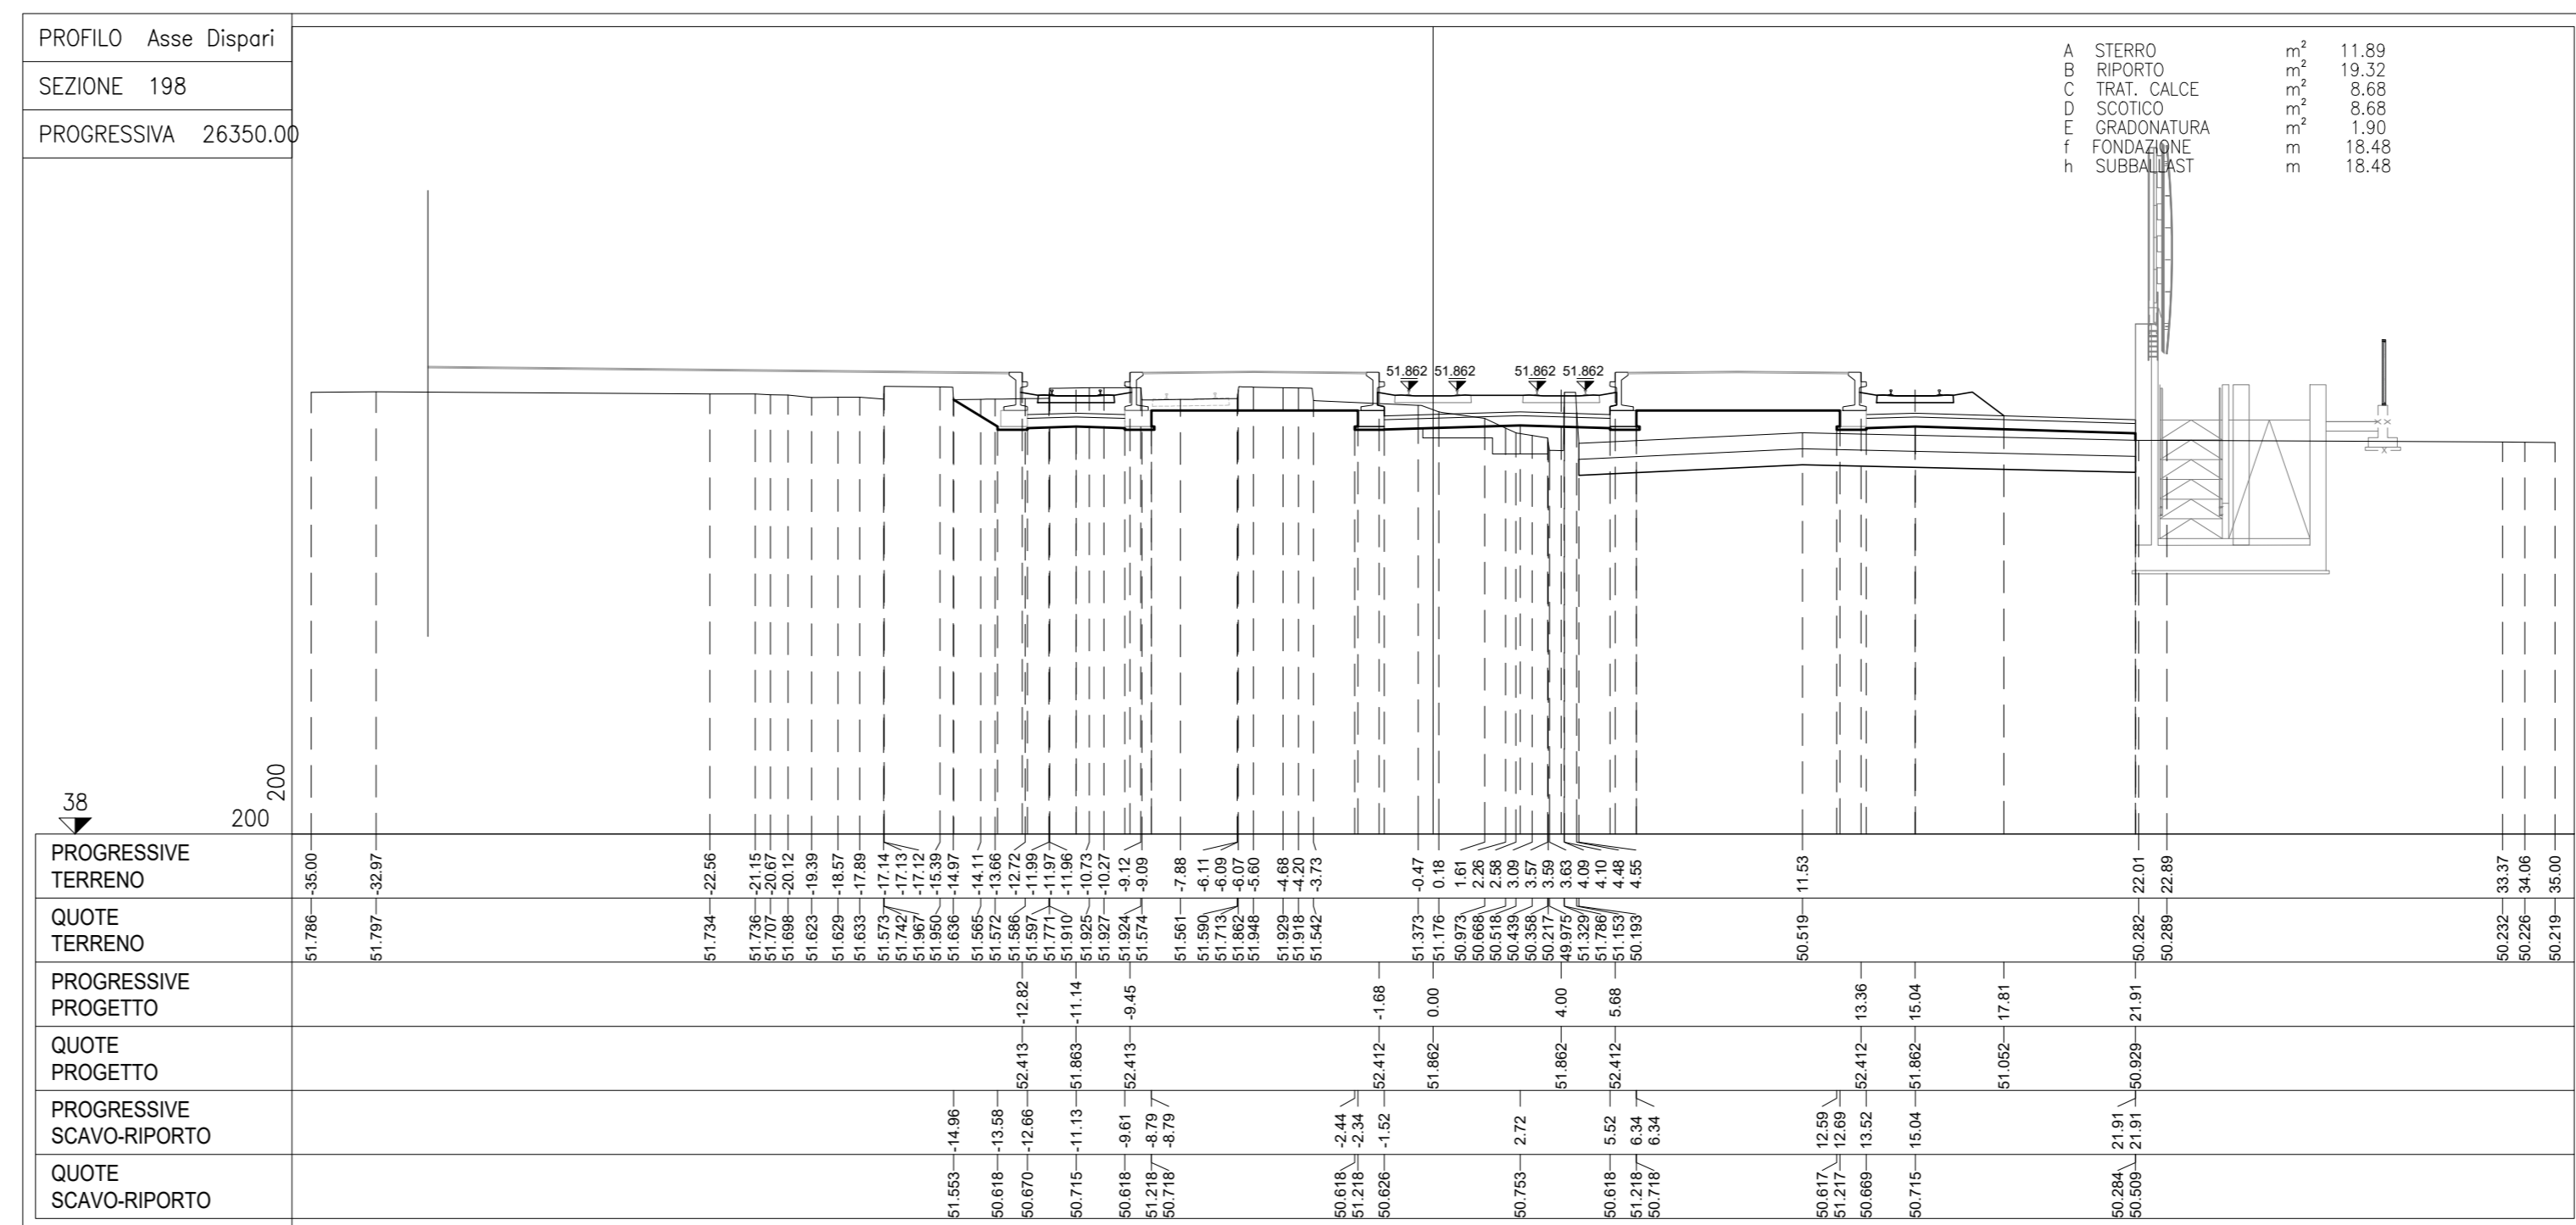 PROFILO Asse Dispari
SEZIONE 198
PROGRESSIVA 26350.00
A STERRO m² 11.89
B RIPORTO m² 19.32
C TRAT. CALCE m² 8.68
D SCOTICO m² 8.68
E GRADONATURA m² 1.90
f FONDAZIONE m 18.48
h SUBBALLAST m 18.48
51.862 51.862 51.862 51.862
38
200
200
PROGRESSIVE TERRENO
-35.00 -32.97 -22.56 -21.15 -20.67 -20.12 -19.39 -18.57 -17.89 -17.14 -17.13 -17.12 -15.39 -14.97 -14.11 -13.66 -12.72 -11.99 -11.97 -11.96 -10.73 -10.27 -9.12 -9.09 -7.88 -6.11 -6.09 -6.07 -5.60 -4.68 -4.20 -3.73 -0.47 0.18 1.61 2.26 2.58 3.09 3.57 3.59 3.63 4.09 4.10 4.48 4.55 11.53 22.01 22.89 33.37 34.06 35.00
QUOTE TERRENO
51.786 51.797 51.734 51.736 51.707 51.698 51.623 51.629 51.633 51.573 51.742 51.967 51.950 51.636 51.565 51.572 51.586 51.597 51.771 51.910 51.925 51.927 51.924 51.574 51.561 51.590 51.713 51.862 51.948 51.929 51.918 51.542 51.373 51.176 50.973 50.668 50.518 50.439 50.358 50.217 49.975 51.329 51.786 51.153 50.193 50.519 50.282 50.289 50.232 50.226 50.219
PROGRESSIVE PROGETTO
-12.82 -11.14 -9.45 -1.68 0.00 4.00 5.68 13.36 15.04 17.81 21.91
QUOTE PROGETTO
52.413 51.863 52.413 52.412 51.862 51.862 52.412 52.412 51.862 51.052 50.929
PROGRESSIVE SCAVO-RIPORTO
-14.96 -13.58 -12.66 -11.13 -9.61 -8.79 -8.79 -2.44 -2.34 -1.52 2.72 5.52 6.34 6.34 12.59 12.69 13.52 15.04 21.91 21.91
QUOTE SCAVO-RIPORTO
51.553 50.618 50.670 50.715 50.618 51.218 50.718 50.618 51.218 50.626 50.753 50.618 51.218 50.718 50.617 51.217 50.669 50.715 50.284 50.509